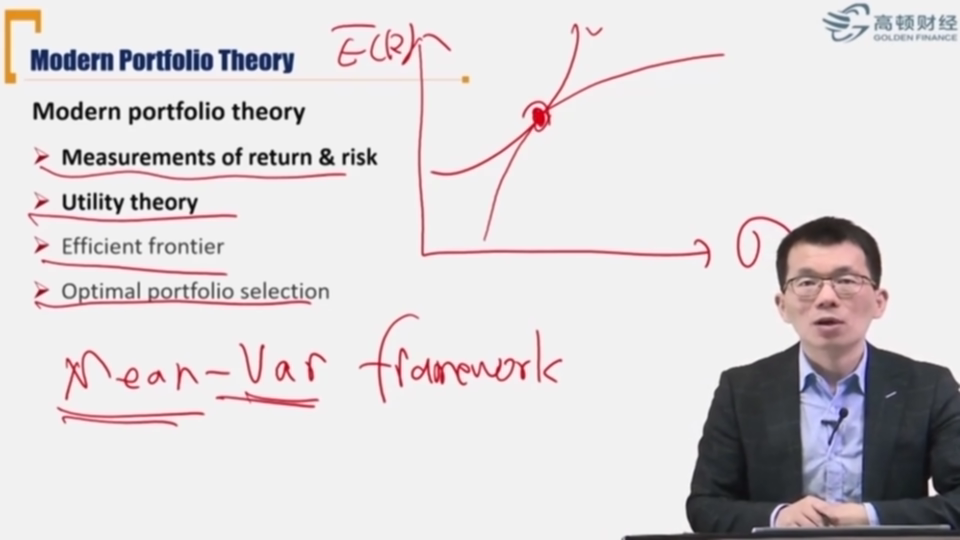 Modern Portfolio Theory
高顿财经
GOLDEN FINANCE
E(R)
Modern portfolio theory
Measurements of return & risk
Utility theory
Efficient frontier
Optimal portfolio selection
σ
Mean-Var framework